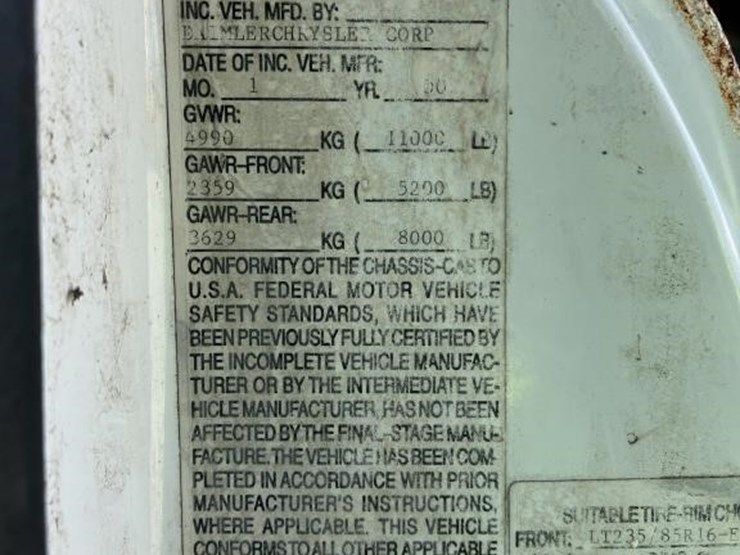 INC. VEH. MFD. BY:
DAIMLERCHRYSLER CORP
DATE OF INC. VEH. MFR:
MO. 1 YR. 00
GVWR:
4990 KG ( 11000 LB)
GAWR-FRONT:
2359 KG ( 5200 LB)
GAWR-REAR:
3629 KG ( 8000 LB)
CONFORMITY OF THE CHASSIS-CAB TO
U.S.A. FEDERAL MOTOR VEHICLE
SAFETY STANDARDS, WHICH HAVE
BEEN PREVIOUSLY FULLY CERTIFIED BY
THE INCOMPLETE VEHICLE MANUFAC-
TURER OR BY THE INTERMEDIATE VE-
HICLE MANUFACTURER, HAS NOT BEEN
AFFECTED BY THE FINAL-STAGE MANU-
FACTURE. THE VEHICLE HAS BEEN COM-
PLETED IN ACCORDANCE WITH PRIOR
MANUFACTURER'S INSTRUCTIONS,
WHERE APPLICABLE. THIS VEHICLE
CONFORMS TO ALL OTHER APPLICABLE
SUITABLE TIRE-RIM CH
FRONT: LT235/85R16-E